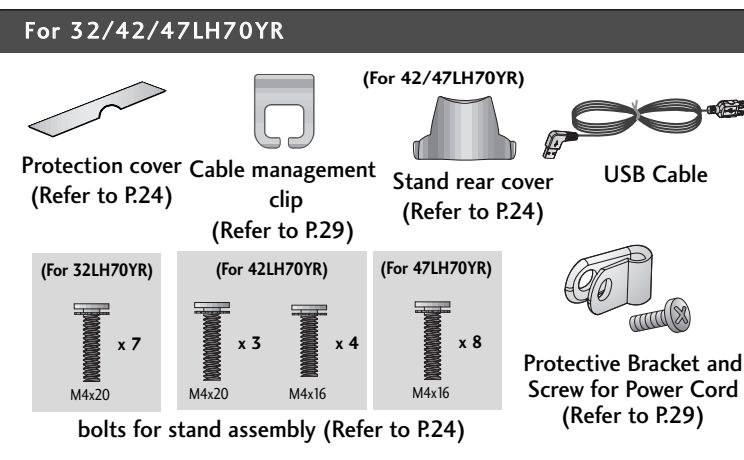 For 32/42/47LH70YR
Protection cover
(Refer to P.24)
Cable management
clip
(Refer to P.29)
(For 42/47LH70YR)
Stand rear cover
(Refer to P.24)
USB Cable
(For 32LH70YR)
x 7
M4x20
(For 42LH70YR)
x 3
M4x20
x 4
M4x16
(For 47LH70YR)
x 8
M4x16
bolts for stand assembly (Refer to P.24)
Protective Bracket and
Screw for Power Cord
(Refer to P.29)